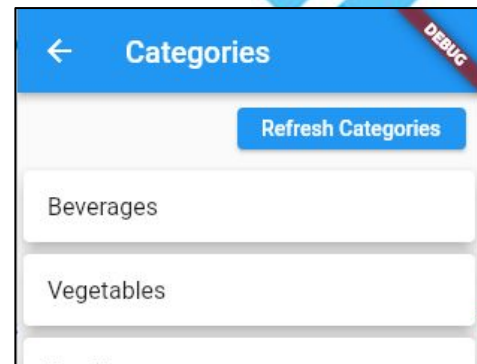 Categories
DEBUG
Refresh Categories
Beverages
Vegetables